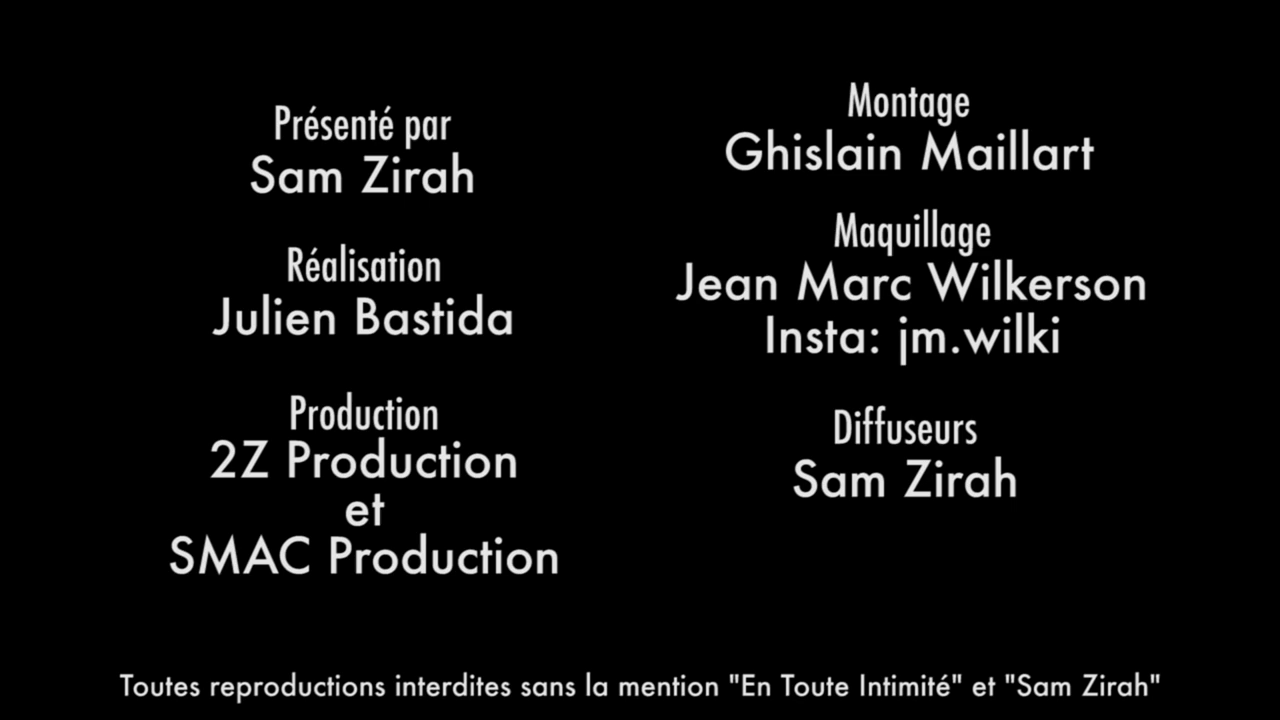 Présenté par
Sam Zirah
Réalisation
Julien Bastida
Production
2Z Production
et
SMAC Production
Montage
Ghislain Maillart
Maquillage
Jean Marc Wilkerson
Insta: jm.wilki
Diffuseurs
Sam Zirah
Toutes reproductions interdites sans la mention "En Toute Intimité" et "Sam Zirah"